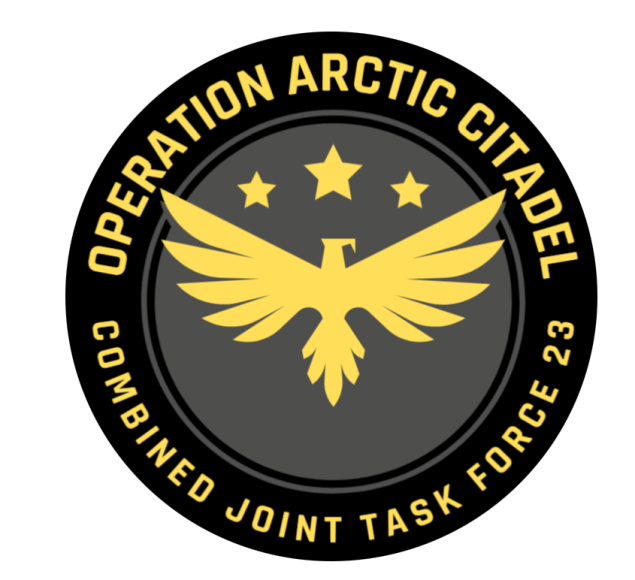 OPERATION ARCTIC CITADEL
COMBINED JOINT TASK FORCE 23